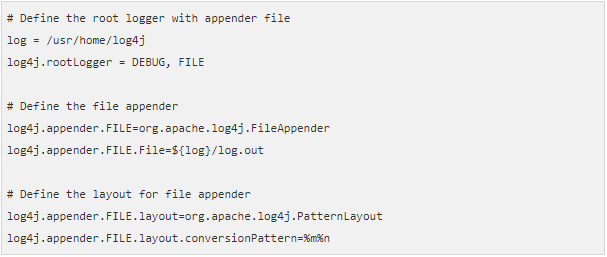 # Define the root logger with appender file
log = /usr/home/log4j
log4j.rootLogger = DEBUG, FILE
# Define the file appender
log4j.appender.FILE=org.apache.log4j.FileAppender
log4j.appender.FILE.File=${log}/log.out
# Define the layout for file appender
log4j.appender.FILE.layout=org.apache.log4j.PatternLayout
log4j.appender.FILE.layout.conversionPattern=%m%n